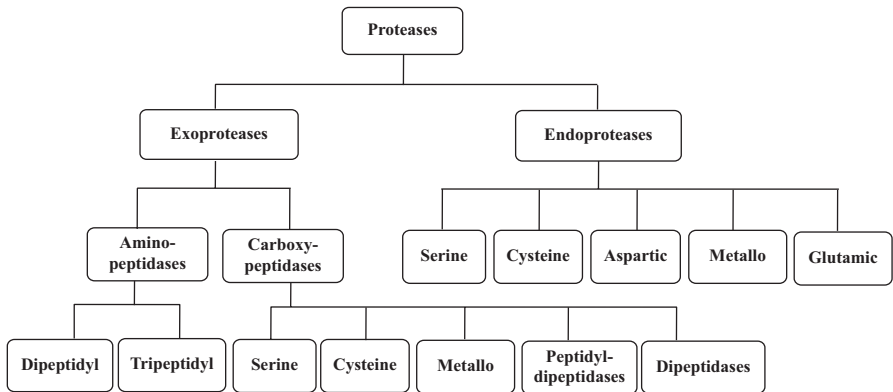 Proteases
Exoproteases
Endoproteases
Amino-
peptidases
Carboxy-
peptidases
Serine
Cysteine
Aspartic
Metallo
Glutamic
Dipeptidyl
Tripeptidyl
Serine
Cysteine
Metallo
Peptidyl-
dipeptidases
Dipeptidases